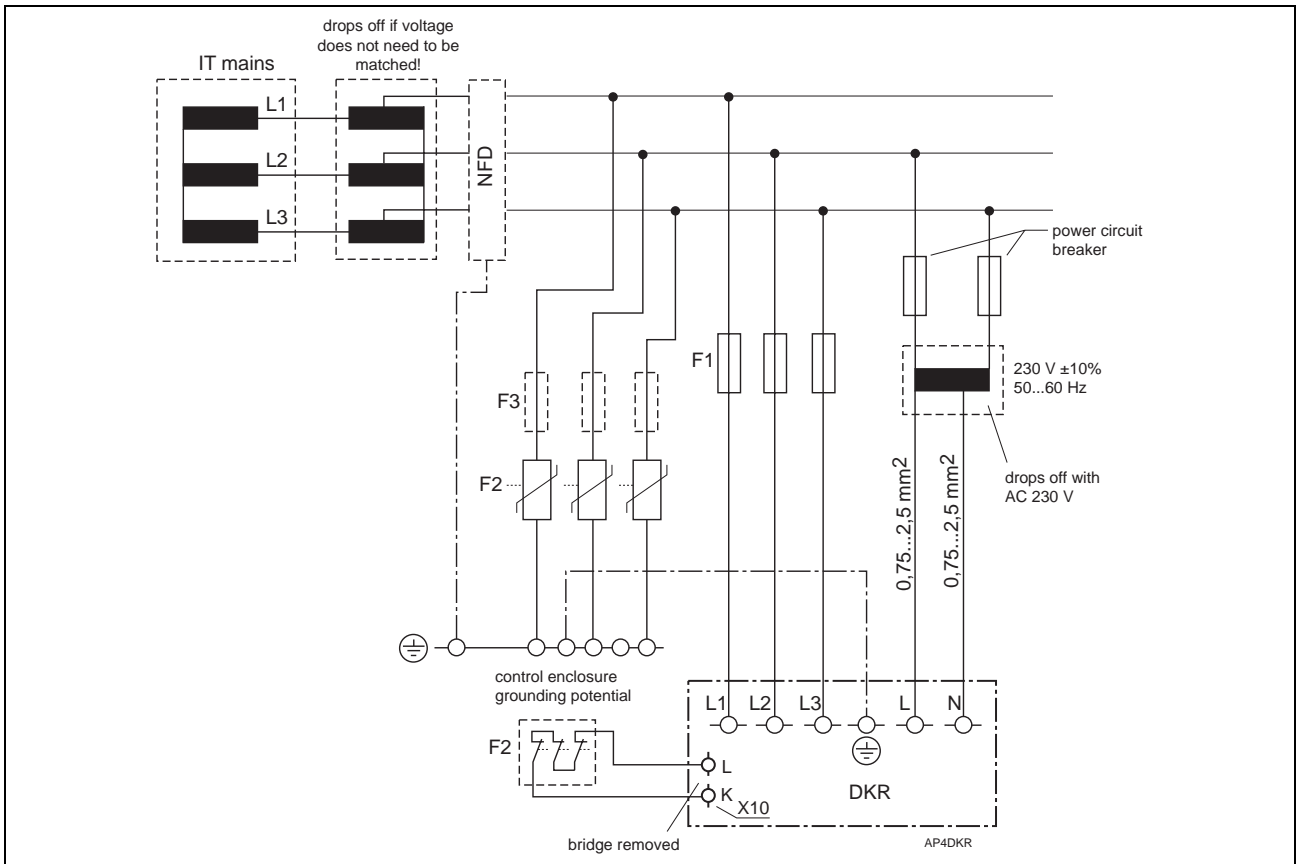 drops off if voltage
does not need to be
matched!
IT mains
L1
L2
L3
NFD
power circuit
breaker
F1
230 V ±10%
50...60 Hz
F3
F2
drops off with
AC 230 V
0,75...2,5 mm²
0,75...2,5 mm²
control enclosure
grounding potential
L1 L2 L3 L N
F2
L
K
X10
DKR
bridge removed
AP4DKR